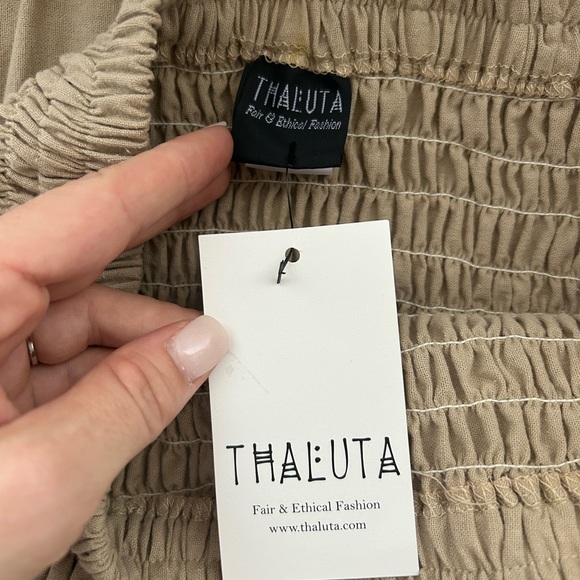 THALUTA
Fair & Ethical Fashion
THALUTA
Fair & Ethical Fashion
www.thaluta.com